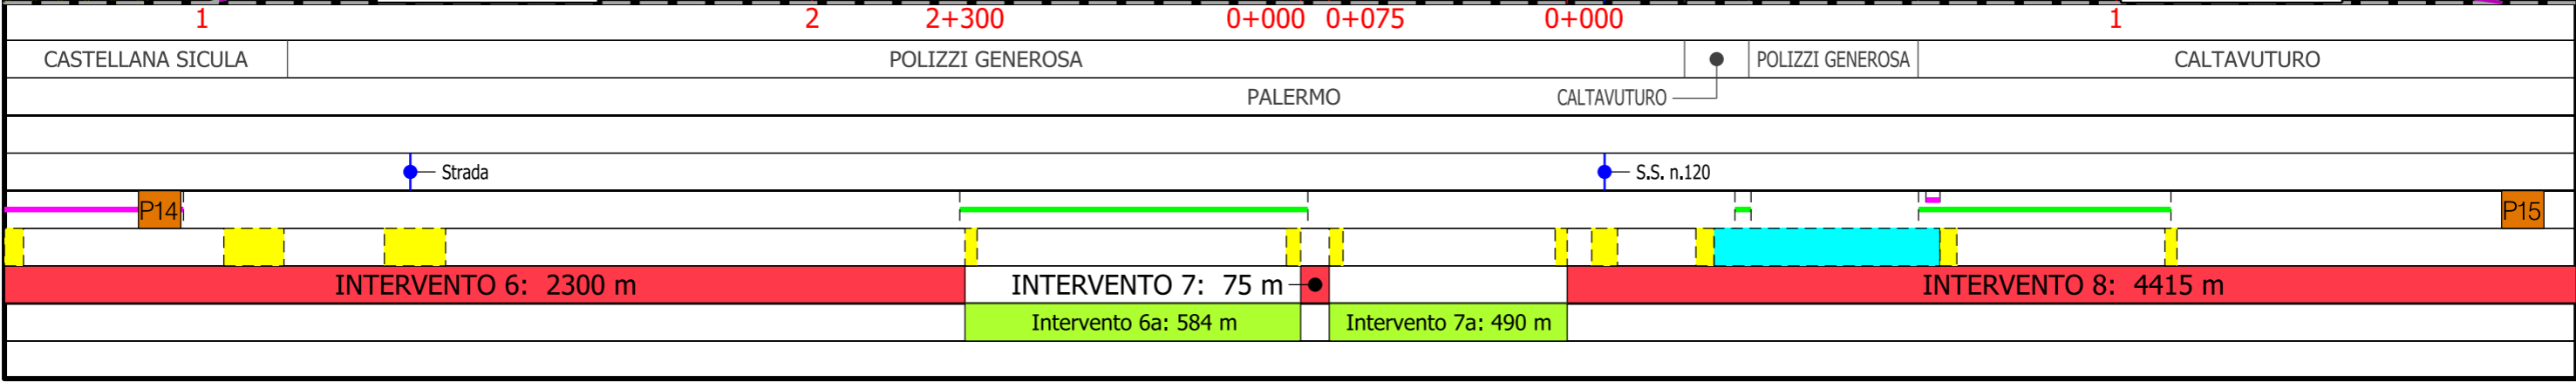 1 2 2+300 0+000 0+075 0+000 1
CASTELLANA SICULA POLIZZI GENEROSA POLIZZI GENEROSA CALTAVUTURO
PALERMO CALTAVUTURO
Strada S.S. n.120
P14 P15
INTERVENTO 6: 2300 m INTERVENTO 7: 75 m INTERVENTO 8: 4415 m
Intervento 6a: 584 m Intervento 7a: 490 m